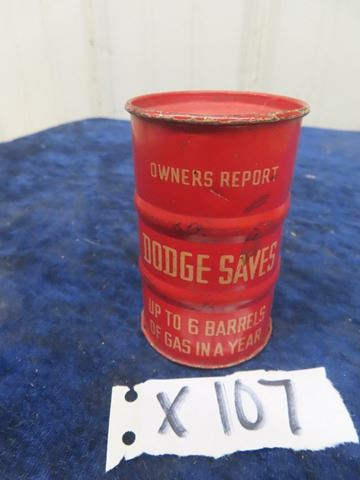 OWNERS REPORT
DODGE SAVES
UP TO 6 BARRELS
OF GAS IN A YEAR
X 107